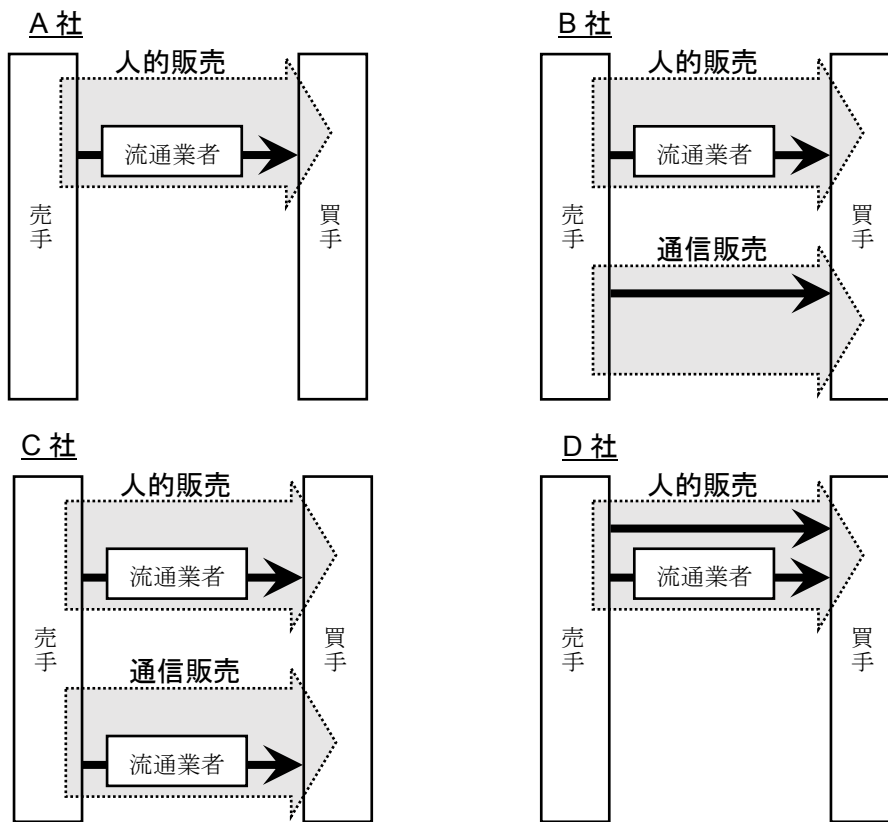 A 社
人的販売
流通業者
売手
買手
B 社
人的販売
流通業者
売手
買手
通信販売
C 社
人的販売
流通業者
売手
買手
通信販売
流通業者
D 社
人的販売
流通業者
売手
買手